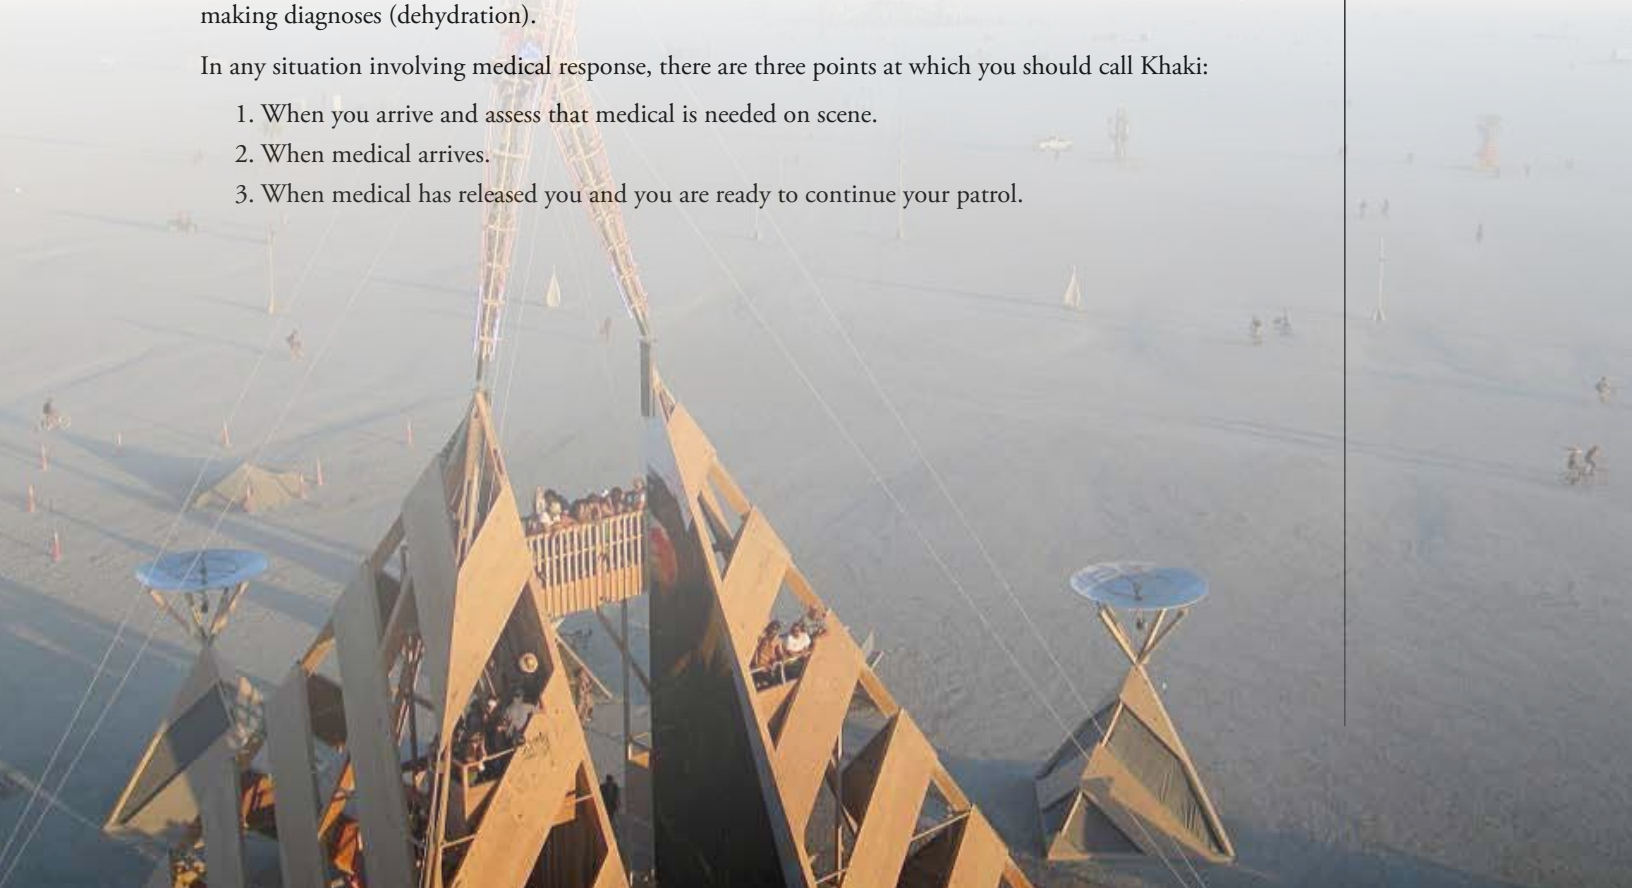 making diagnoses (dehydration).
In any situation involving medical response, there are three points at which you should call Khaki:
1. When you arrive and assess that medical is needed on scene.
2. When medical arrives.
3. When medical has released you and you are ready to continue your patrol.